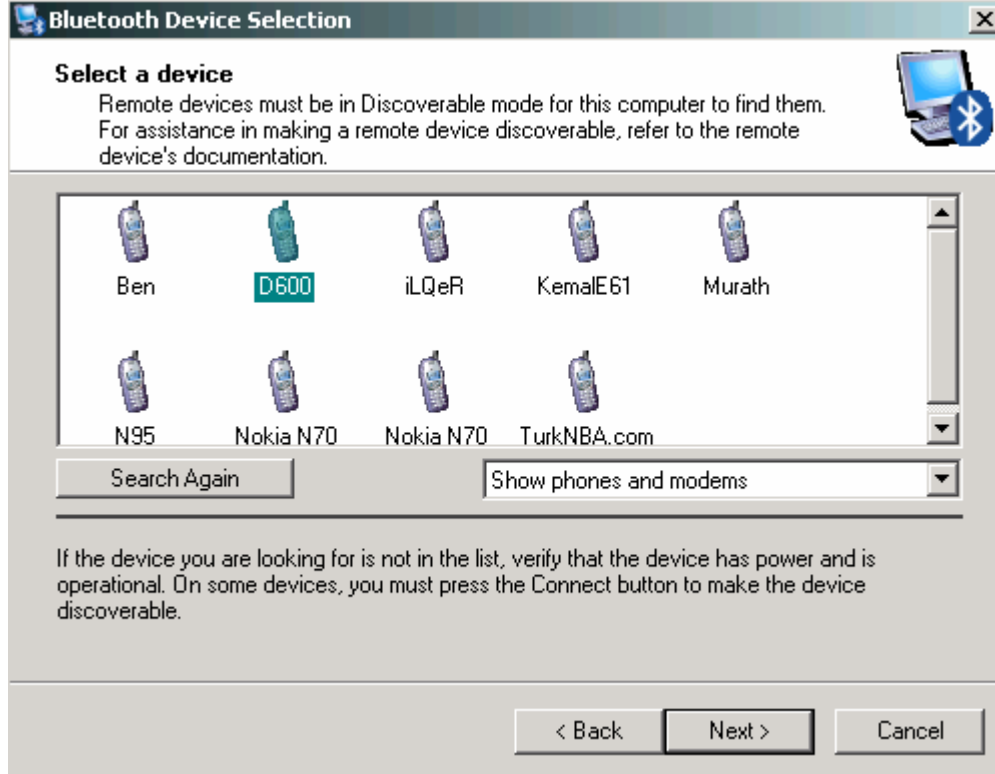 Bluetooth Device Selection
Select a device
Remote devices must be in Discoverable mode for this computer to find them.
For assistance in making a remote device discoverable, refer to the remote
device's documentation.
Ben D600 iLQeR KemalE61 Murath
N95 Nokia N70 Nokia N70 TurkNBA.com
Search Again Show phones and modems
If the device you are looking for is not in the list, verify that the device has power and is
operational. On some devices, you must press the Connect button to make the device
discoverable.
< Back Next > Cancel